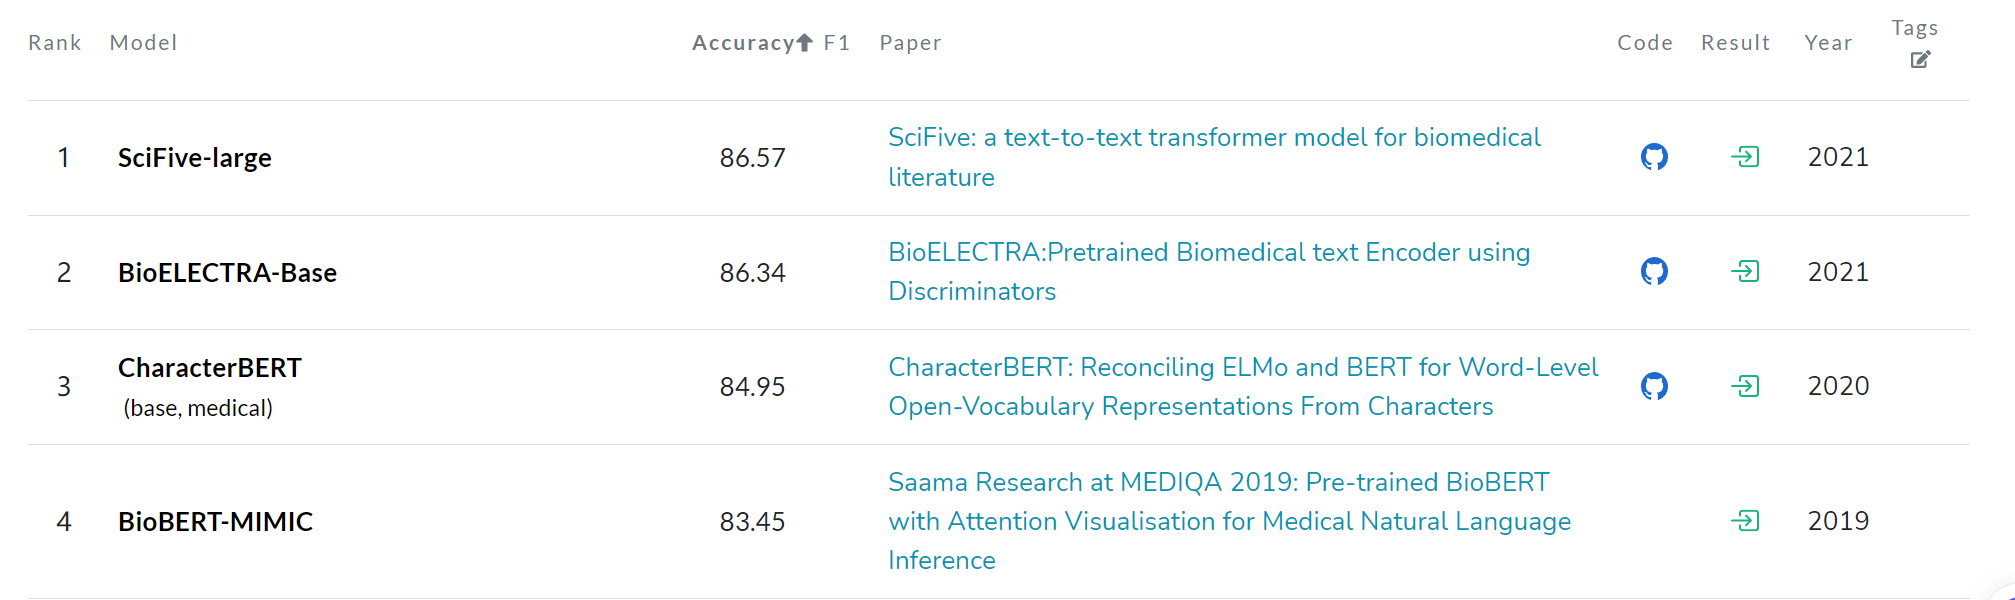 Rank Model Accuracy F1 Paper Code Result Year Tags
1 SciFive-large 86.57 SciFive: a text-to-text transformer model for biomedical
literature 2021
2 BioELECTRA-Base 86.34 BioELECTRA:Pretrained Biomedical text Encoder using
Discriminators 2021
3 CharacterBERT
(base, medical) 84.95 CharacterBERT: Reconciling ELMo and BERT for Word-Level
Open-Vocabulary Representations From Characters 2020
4 BioBERT-MIMIC 83.45 Saama Research at MEDIQA 2019: Pre-trained BioBERT
with Attention Visualisation for Medical Natural Language
Inference 2019